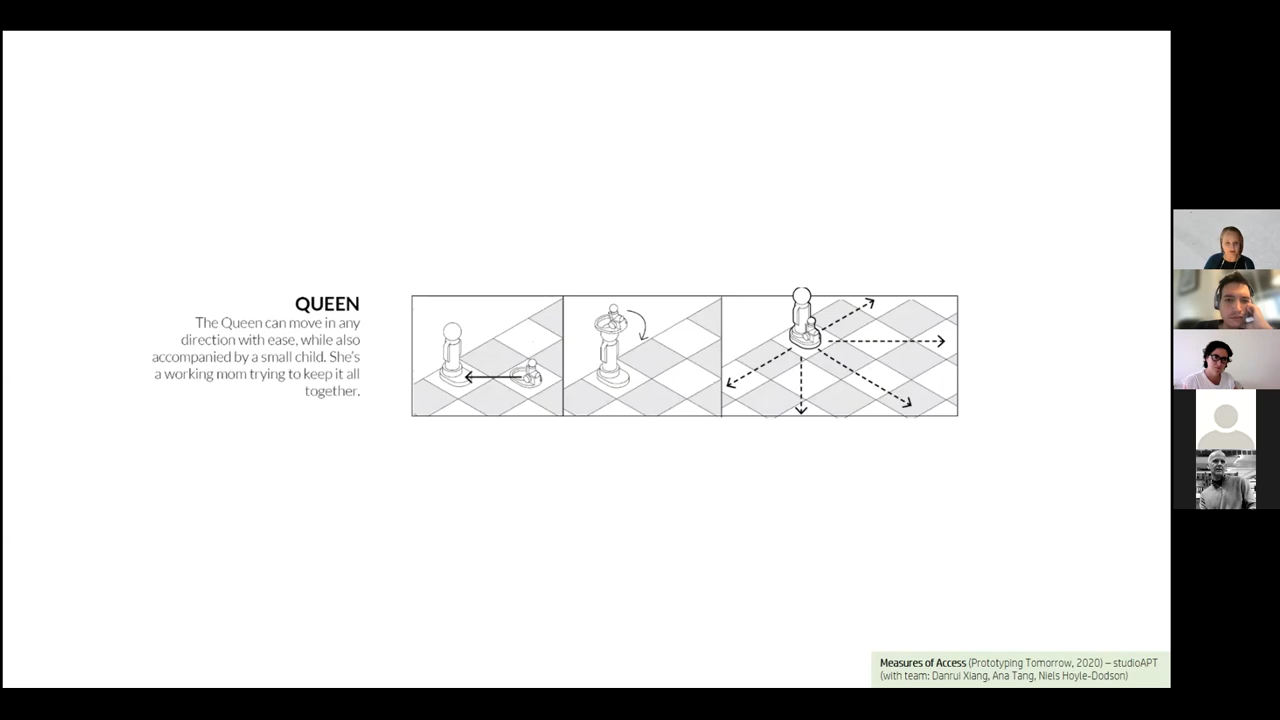 QUEEN
The Queen can move in any
direction with ease, while also
accompanied by a small child. She's
a working mom trying to keep it all
together.
Measures of Access (Prototyping Tomorrow, 2020) – studioAPT
(with team: Danrui Xiang, Ana Tang, Niels Hoyle-Dodson)